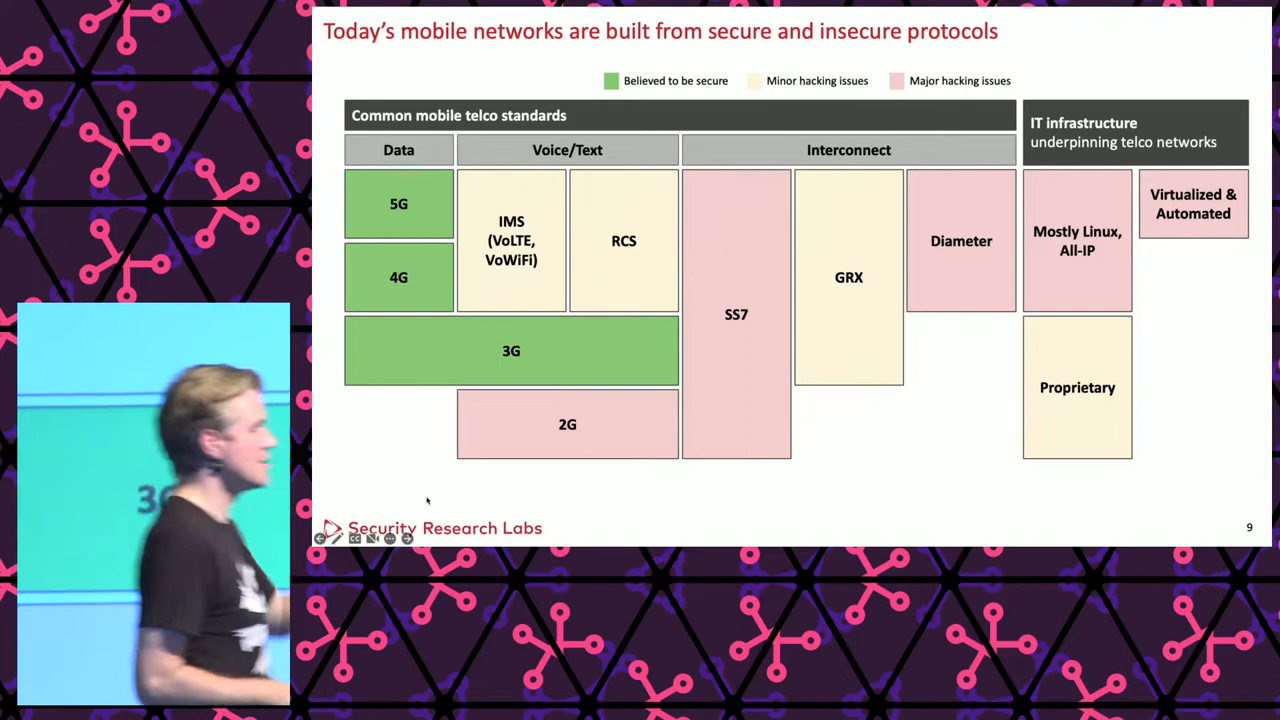 Today's mobile networks are built from secure and insecure protocols
Believed to be secure
Minor hacking issues
Major hacking issues
Common mobile telco standards
IT infrastructure
underpinning telco networks
Data
Voice/Text
Interconnect
5G
4G
IMS
(VoLTE,
VoWiFi)
RCS
3G
2G
SS7
GRX
Diameter
Mostly Linux,
All-IP
Virtualized &
Automated
Proprietary
Security Research Labs
9
CC
3G